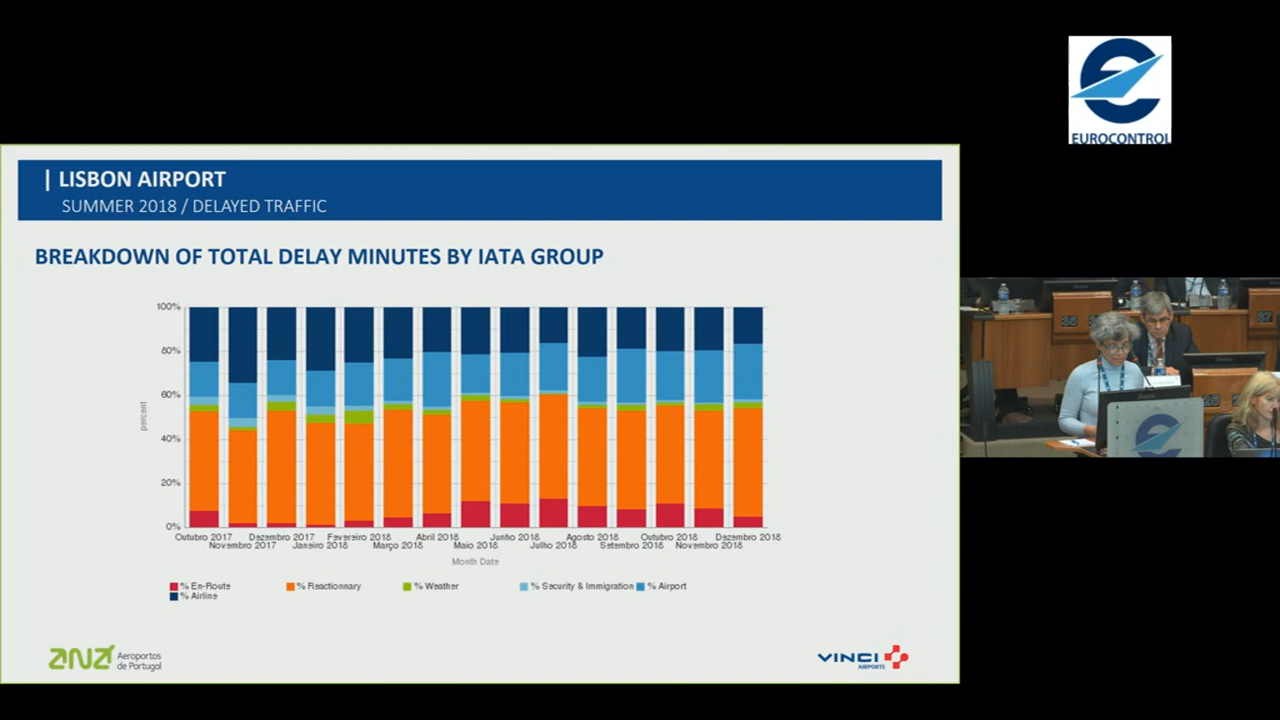 EUROCONTROL
| LISBON AIRPORT
SUMMER 2018 / DELAYED TRAFFIC
BREAKDOWN OF TOTAL DELAY MINUTES BY IATA GROUP
100%
80%
60%
40%
20%
0%
percent
Outubro 2017 Dezembro 2017 Fevereiro 2018 Abril 2018 Junho 2018 Agosto 2018 Outubro 2018 Dezembro 2018
Novembro 2017 Janeiro 2018 Março 2018 Maio 2018 Julho 2018 Setembro 2018 Novembro 2018
Month Date
% En-Route % Reactionnary % Weather % Security & Immigration % Airport
% Airline
ana Aeroportos
de Portugal
VINCI
AIRPORTS